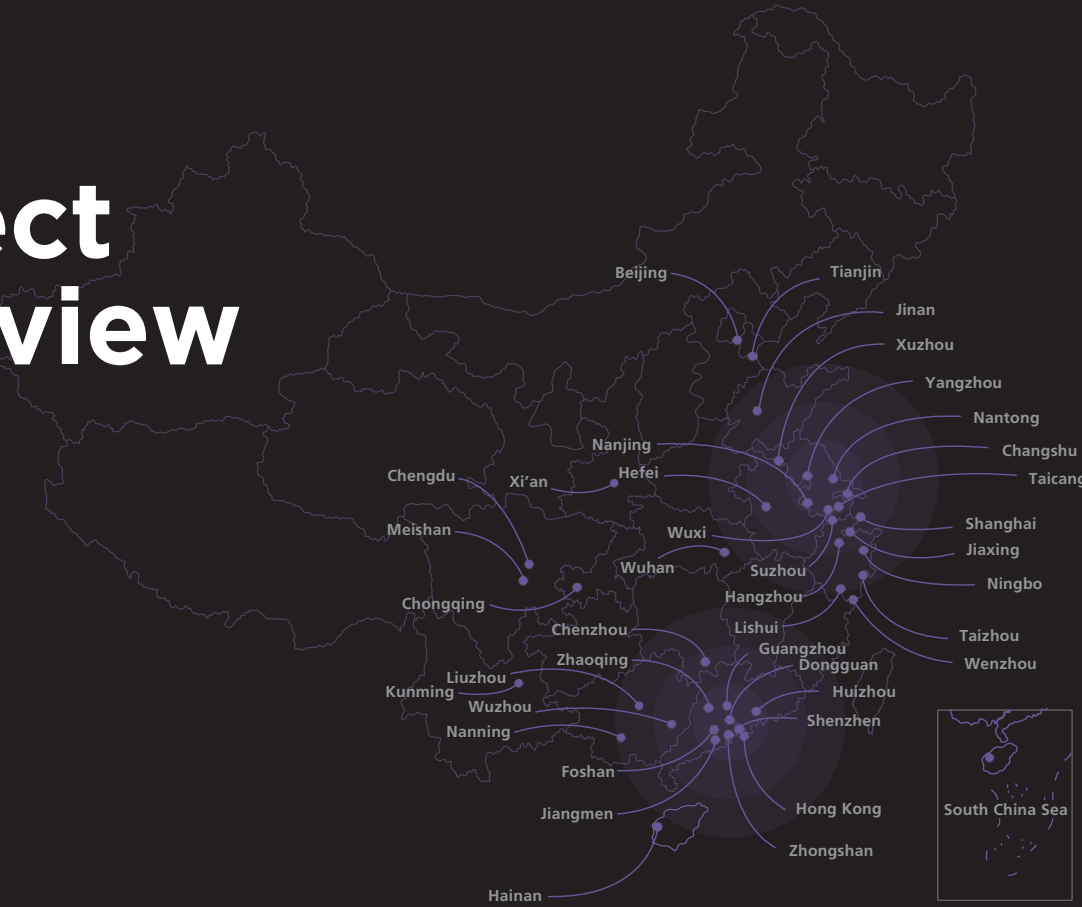 ect
view
Beijing
Tianjin
Jinan
Xuzhou
Yangzhou
Nantong
Nanjing
Changshu
Chengdu
Xi’an
Hefei
Taicang
Meishan
Wuxi
Shanghai
Jiaxing
Wuhan
Suzhou
Ningbo
Chongqing
Hangzhou
Chenzhou
Lishui
Taizhou
Guangzhou
Zhaoqing
Dongguan
Wenzhou
Liuzhou
Kunming
Huizhou
Wuzhou
Shenzhen
Nanning
Foshan
Jiangmen
Hong Kong
South China Sea
Zhongshan
Hainan